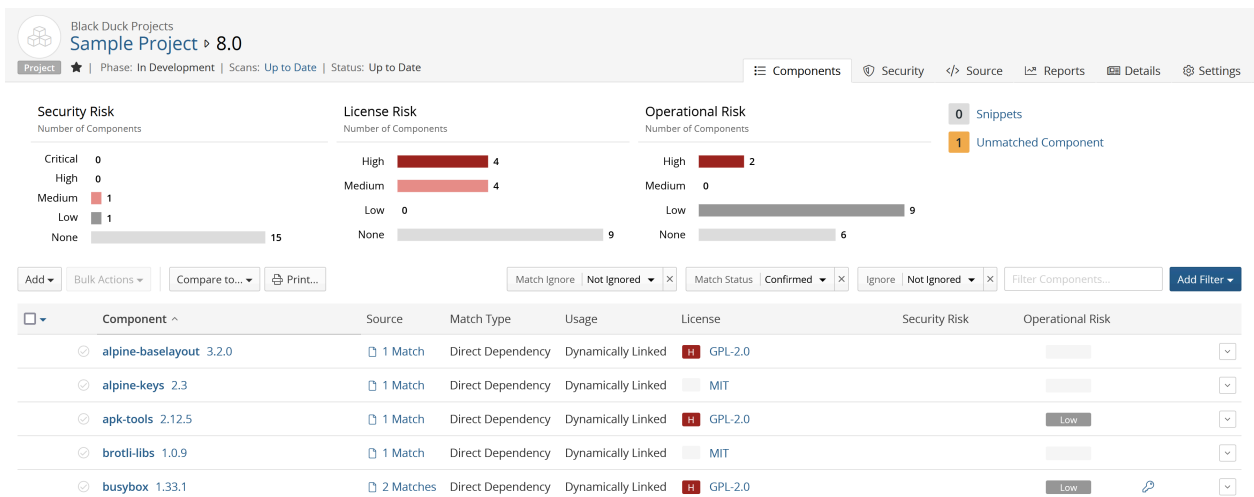 Black Duck Projects
Sample Project 8.0
Project | Phase: In Development | Scans: Up to Date | Status: Up to Date
Components Security Source Reports Details Settings
Security Risk
Number of Components
Critical 0
High 0
Medium 1
Low 1
None 15
License Risk
Number of Components
High 4
Medium 4
Low 0
None 9
Operational Risk
Number of Components
High 2
Medium 0
Low 9
None 6
0 Snippets
1 Unmatched Component
Add Bulk Actions Compare to... Print... Match Ignore Not Ignored Match Status Confirmed Ignore Not Ignored Filter Components... Add Filter
Component Source Match Type Usage License Security Risk Operational Risk
alpine-baselayout 3.2.0 1 Match Direct Dependency Dynamically Linked H GPL-2.0
alpine-keys 2.3 1 Match Direct Dependency Dynamically Linked MIT
apk-tools 2.12.5 1 Match Direct Dependency Dynamically Linked H GPL-2.0 Low
brotli-libs 1.0.9 1 Match Direct Dependency Dynamically Linked MIT
busybox 1.33.1 2 Matches Direct Dependency Dynamically Linked H GPL-2.0 Low